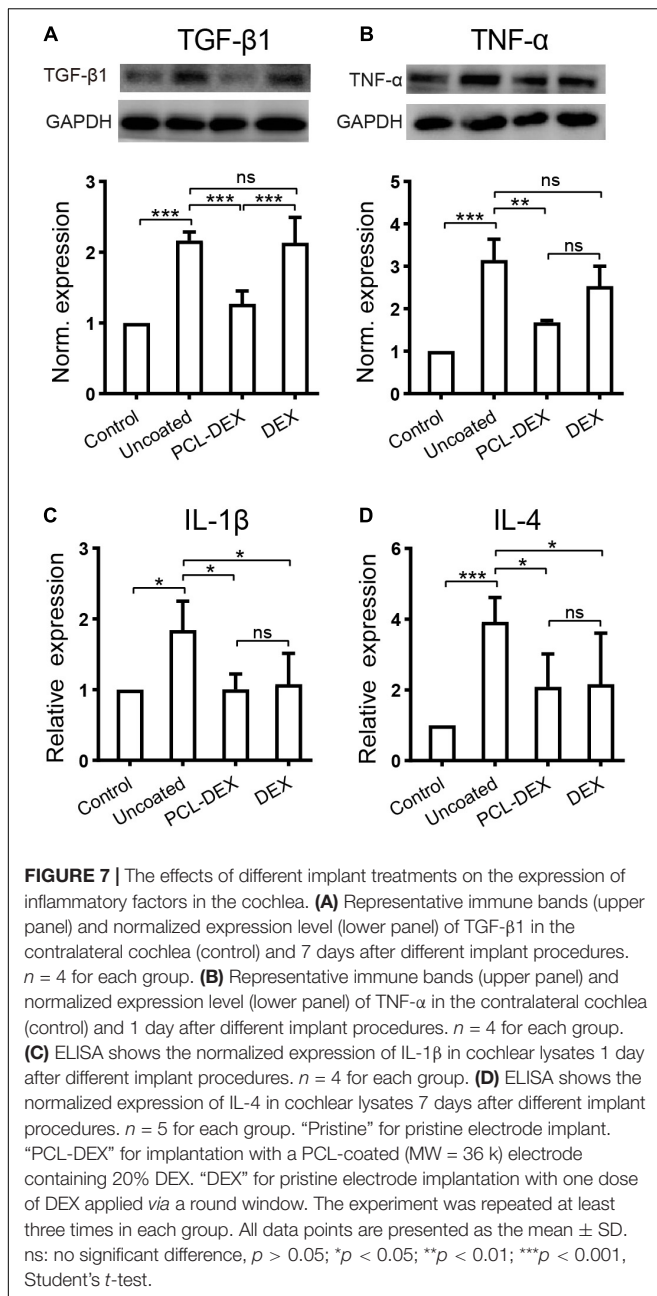 A
TGF-β1
TGF-β1
GAPDH
Norm. expression
3
2
1
0
***
***
***
ns
Control
Uncoated
PCL-DEX
DEX
B
TNF-α
TNF-α
GAPDH
Norm. expression
5
4
3
2
1
0
***
**
ns
ns
Control
Uncoated
PCL-DEX
DEX
C
IL-1β
Relative expression
3
2
1
0
*
*
*
ns
Control
Uncoated
PCL-DEX
DEX
D
IL-4
Relative expression
6
4
2
0
***
*
*
ns
Control
Uncoated
PCL-DEX
DEX
FIGURE 7 | The effects of different implant treatments on the expression of
inflammatory factors in the cochlea. (A) Representative immune bands (upper
panel) and normalized expression level (lower panel) of TGF-β1 in the
contralateral cochlea (control) and 7 days after different implant procedures.
n = 4 for each group. (B) Representative immune bands (upper panel) and
normalized expression level (lower panel) of TNF-α in the contralateral cochlea
(control) and 1 day after different implant procedures. n = 4 for each group.
(C) ELISA shows the normalized expression of IL-1β in cochlear lysates 1 day
after different implant procedures. n = 4 for each group. (D) ELISA shows the
normalized expression of IL-4 in cochlear lysates 7 days after different implant
procedures. n = 5 for each group. “Pristine” for pristine electrode implant.
“PCL-DEX” for implantation with a PCL-coated (MW = 36 k) electrode
containing 20% DEX. “DEX” for pristine electrode implantation with one dose
of DEX applied via a round window. The experiment was repeated at least
three times in each group. All data points are presented as the mean ± SD.
ns: no significant difference, p > 0.05; *p < 0.05; **p < 0.01; ***p < 0.001,
Student’s t-test.